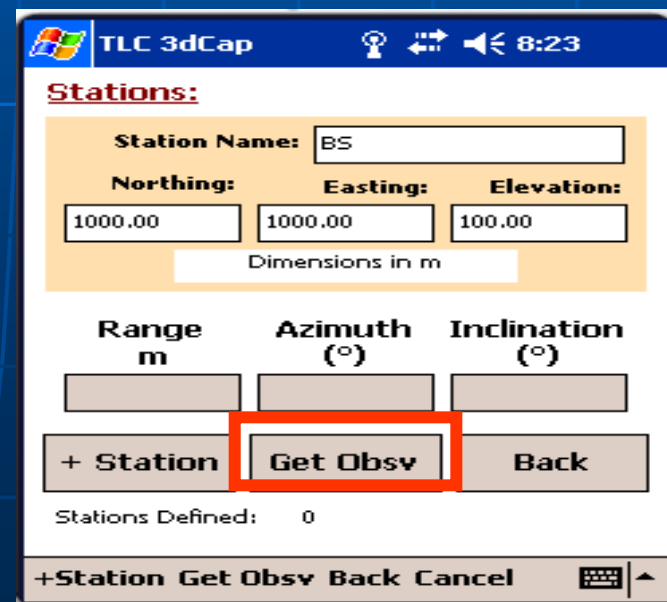 TLC 3dCap 8:23
Stations:
Station Name: BS
Northing: Easting: Elevation:
1000.00 1000.00 100.00
Dimensions in m
Range Azimuth Inclination
m (°) (°)
+ Station Get Obsv Back
Stations Defined: 0
+Station Get Obsv Back Cancel